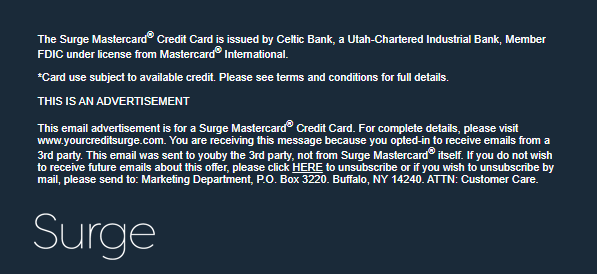 The Surge Mastercard® Credit Card is issued by Celtic Bank, a Utah-Chartered Industrial Bank, Member
FDIC under license from Mastercard® International.
*Card use subject to available credit. Please see terms and conditions for full details.
THIS IS AN ADVERTISEMENT
This email advertisement is for a Surge Mastercard® Credit Card. For complete details, please visit
www.yourcreditsurge.com. You are receiving this message because you opted-in to receive emails from a
3rd party. This email was sent to youby the 3rd party, not from Surge Mastercard® itself. If you do not wish
to receive future emails about this offer, please click HERE to unsubscribe or if you wish to unsubscribe by
mail, please send to: Marketing Department, P.O. Box 3220. Buffalo, NY 14240. ATTN: Customer Care.
Surge